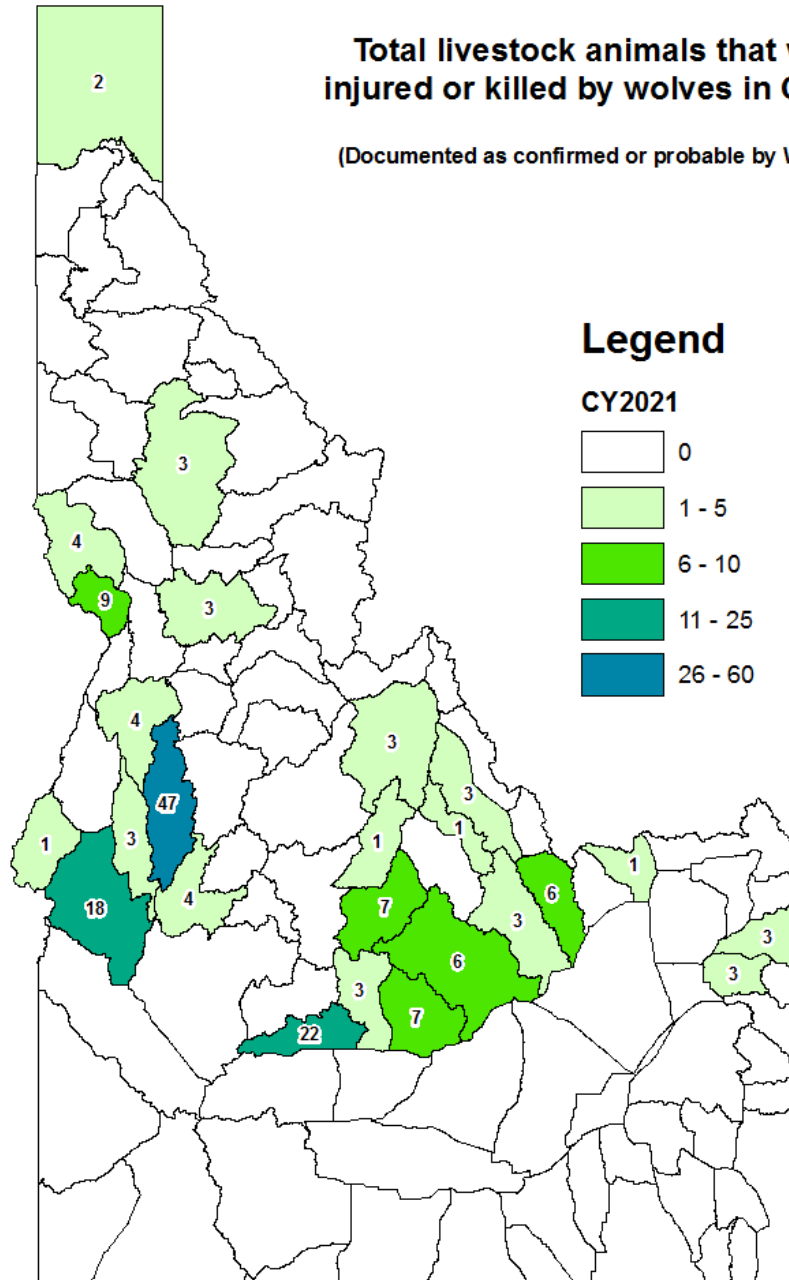 Total livestock animals that
injured or killed by wolves in
(Documented as confirmed or probable by
2
Legend
CY2021
0
1 - 5
6 - 10
11 - 25
26 - 60
3
4
9
3
4
3
47
3
1
3
1
1
1
6
18
4
7
3
3
6
3
3
7
22